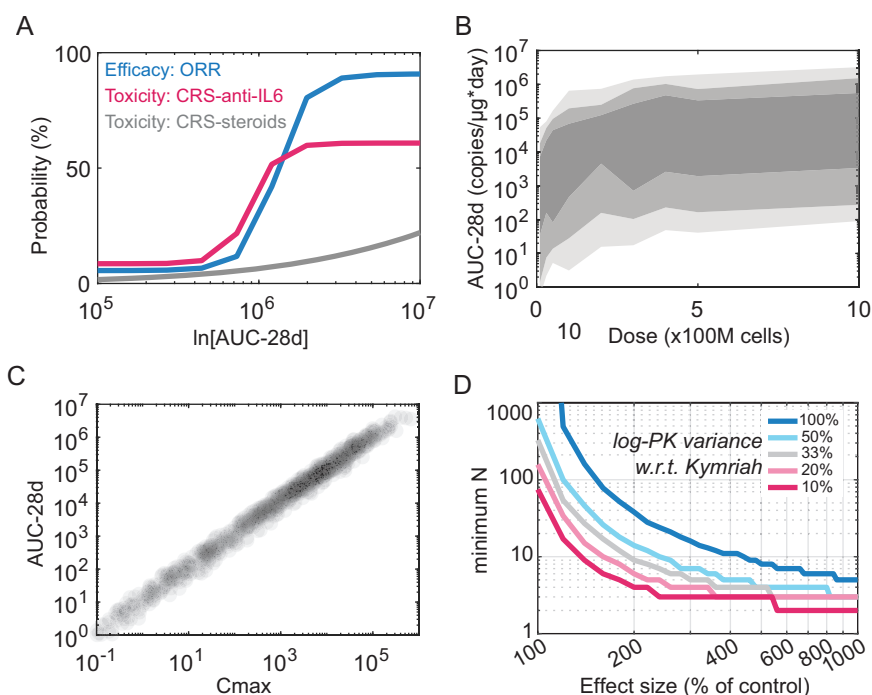 A
100
50
0
Probability (%)
Efficacy: ORR
Toxicity: CRS-anti-IL6
Toxicity: CRS-steroids
10^5
10^6
10^7
ln[AUC-28d]
B
10^7
10^6
10^5
10^4
10^3
10^2
10^1
10^0
AUC-28d (copies/µg*day)
0
5
10
10
Dose (x100M cells)
C
10^7
10^6
10^5
10^4
10^3
10^2
10^1
10^0
AUC-28d
10^-1
10^1
10^3
10^5
Cmax
D
1000
100
10
1
minimum N
log-PK variance
w.r.t. Kymriah
100%
50%
33%
20%
10%
100
200
400
600
800
1000
Effect size (% of control)